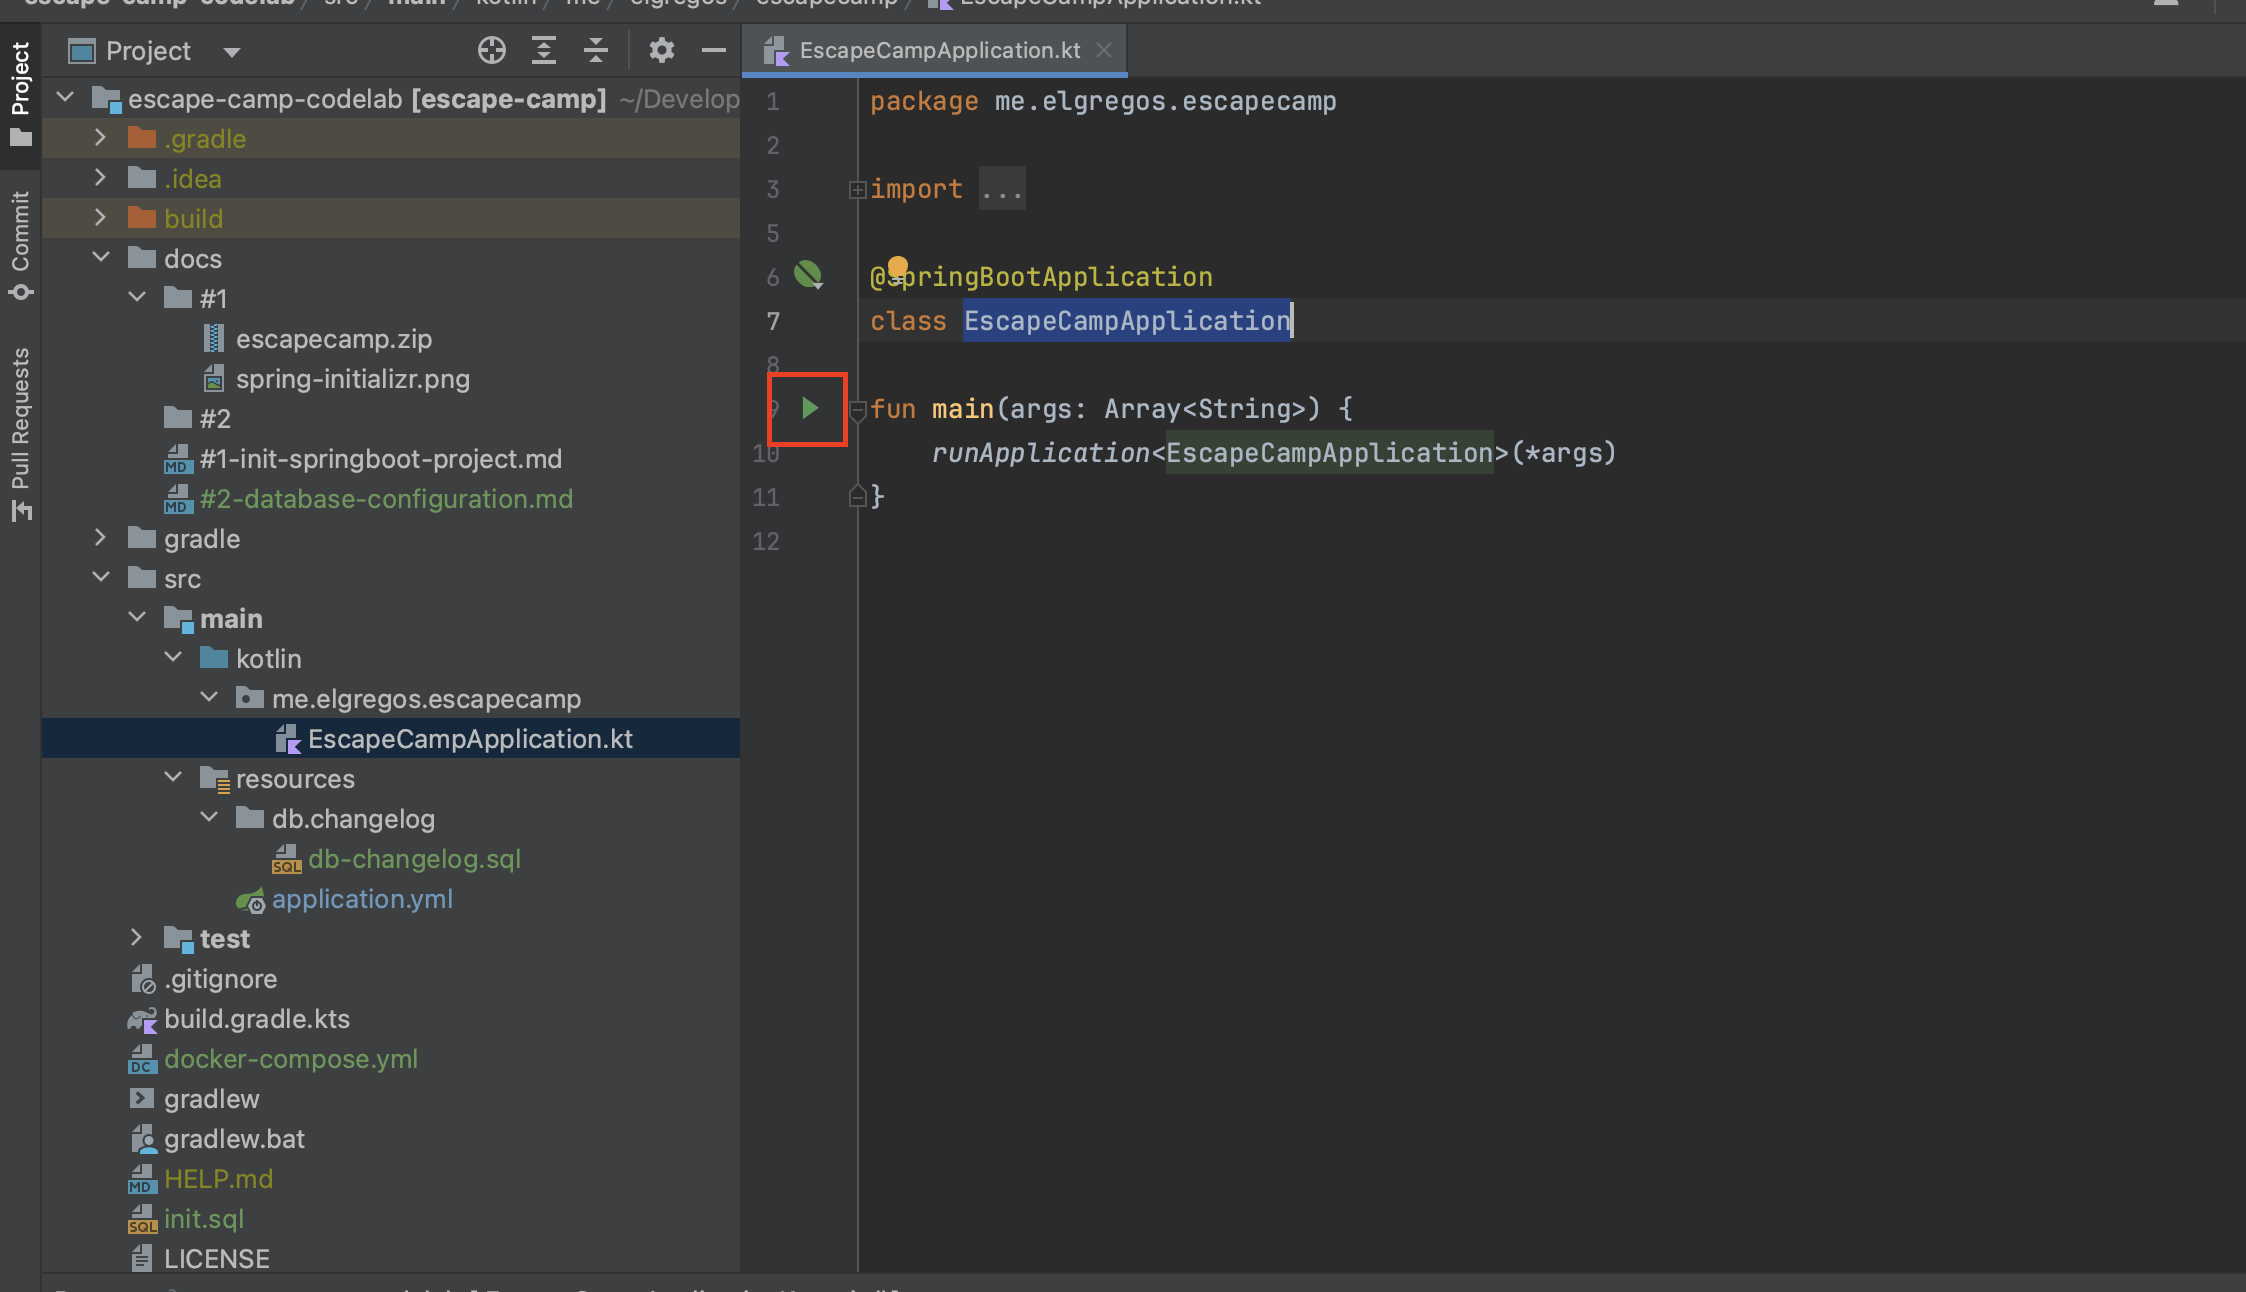 escape-camp-codelab / src / main / kotlin / me / elgregos / escapecamp / EscapeCampApplication.kt
Project
Commit
Pull Requests
Project
escape-camp-codelab [escape-camp] ~/Develop
.gradle
.idea
build
docs
#1
escapecamp.zip
spring-initializr.png
#2
#1-init-springboot-project.md
#2-database-configuration.md
gradle
src
main
kotlin
me.elgregos.escapecamp
EscapeCampApplication.kt
resources
db.changelog
db-changelog.sql
application.yml
test
.gitignore
build.gradle.kts
docker-compose.yml
gradlew
gradlew.bat
HELP.md
init.sql
LICENSE
EscapeCampApplication.kt
1 package me.elgregos.escapecamp
2
3 import ...
5
6 @SpringBootApplication
7 class EscapeCampApplication
8
9 fun main(args: Array<String>) {
10 runApplication<EscapeCampApplication>(*args)
11 }
12